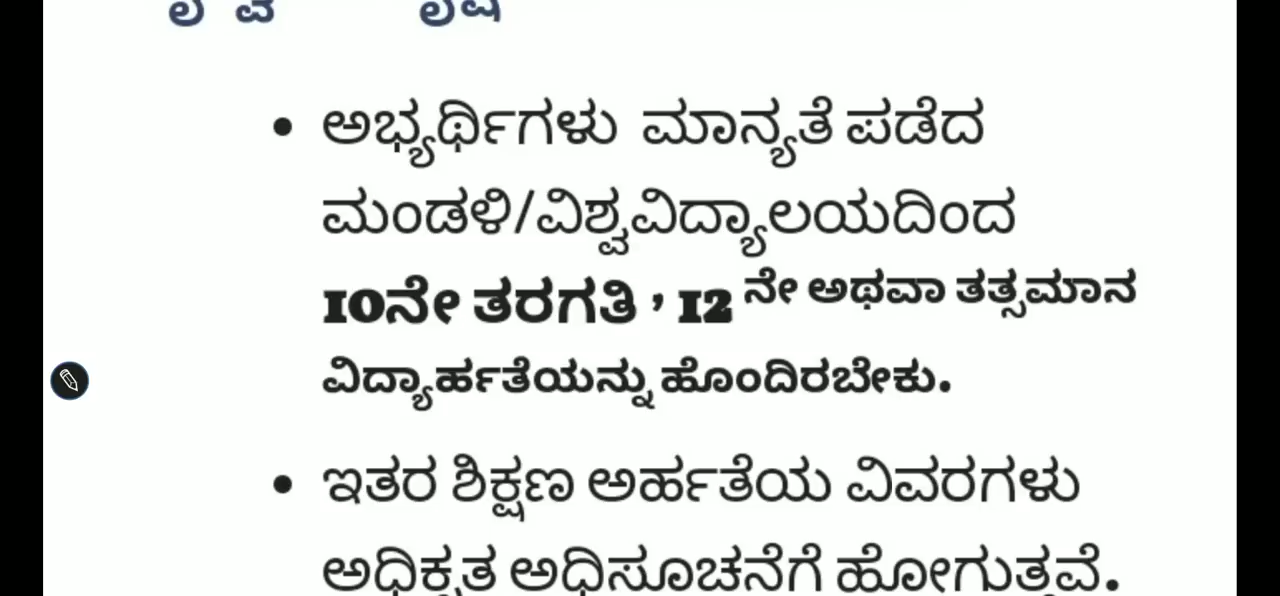 • ಅಭ್ಯರ್ಥಿಗಳು ಮಾನ್ಯತೆ ಪಡೆದ
ಮಂಡಳಿ/ವಿಶ್ವವಿದ್ಯಾಲಯದಿಂದ
10ನೇ ತರಗತಿ , 12 ನೇ ಅಥವಾ ತತ್ಸಮಾನ
ವಿದ್ಯಾರ್ಹತೆಯನ್ನು ಹೊಂದಿರಬೇಕು.
• ಇತರ ಶಿಕ್ಷಣ ಅರ್ಹತೆಯ ವಿವರಗಳು
ಅಧಿಕೃತ ಅಧಿಸೂಚನೆಗೆ ಹೋಗುತ್ತವೆ.